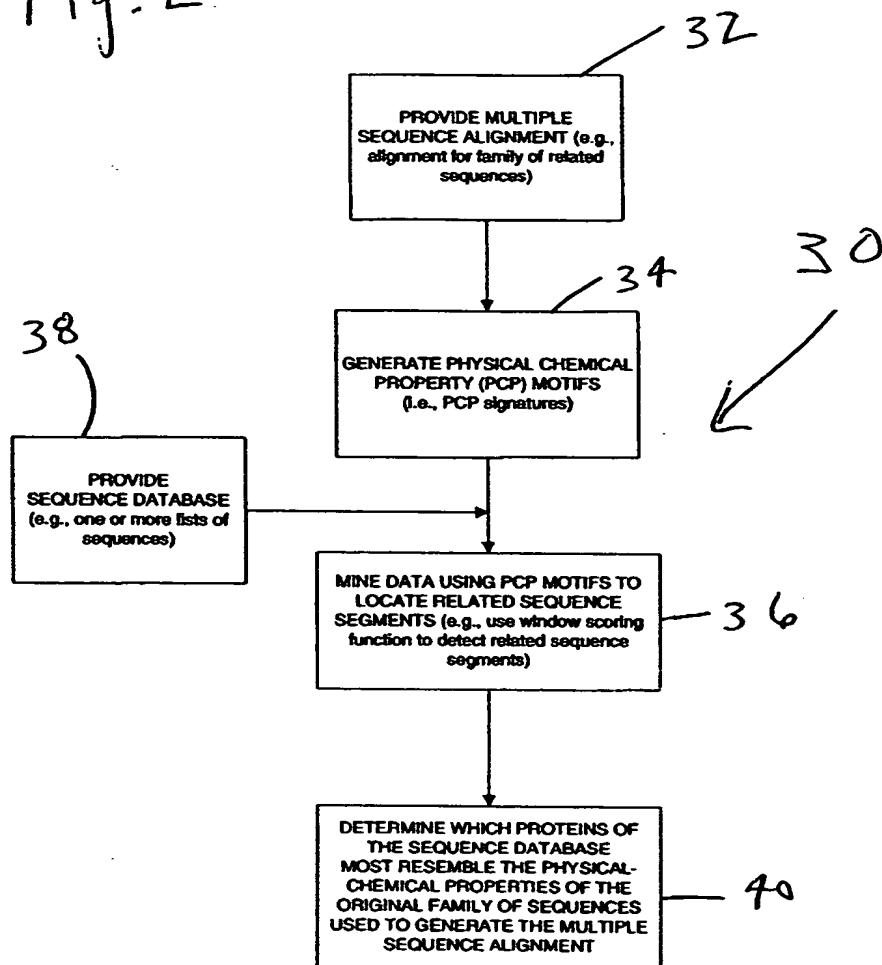 Fig. 2
32
PROVIDE MULTIPLE
SEQUENCE ALIGNMENT (e.g.,
alignment for family of related
sequences)
34
30
GENERATE PHYSICAL CHEMICAL
PROPERTY (PCP) MOTIFS
(i.e., PCP signatures)
38
PROVIDE
SEQUENCE DATABASE
(e.g., one or more lists of
sequences)
MINE DATA USING PCP MOTIFS TO
LOCATE RELATED SEQUENCE
SEGMENTS (e.g., use window scoring
function to detect related sequence
segments)
36
DETERMINE WHICH PROTEINS OF
THE SEQUENCE DATABASE
MOST RESEMBLE THE PHYSICAL-
CHEMICAL PROPERTIES OF THE
ORIGINAL FAMILY OF SEQUENCES
USED TO GENERATE THE MULTIPLE
SEQUENCE ALIGNMENT
40